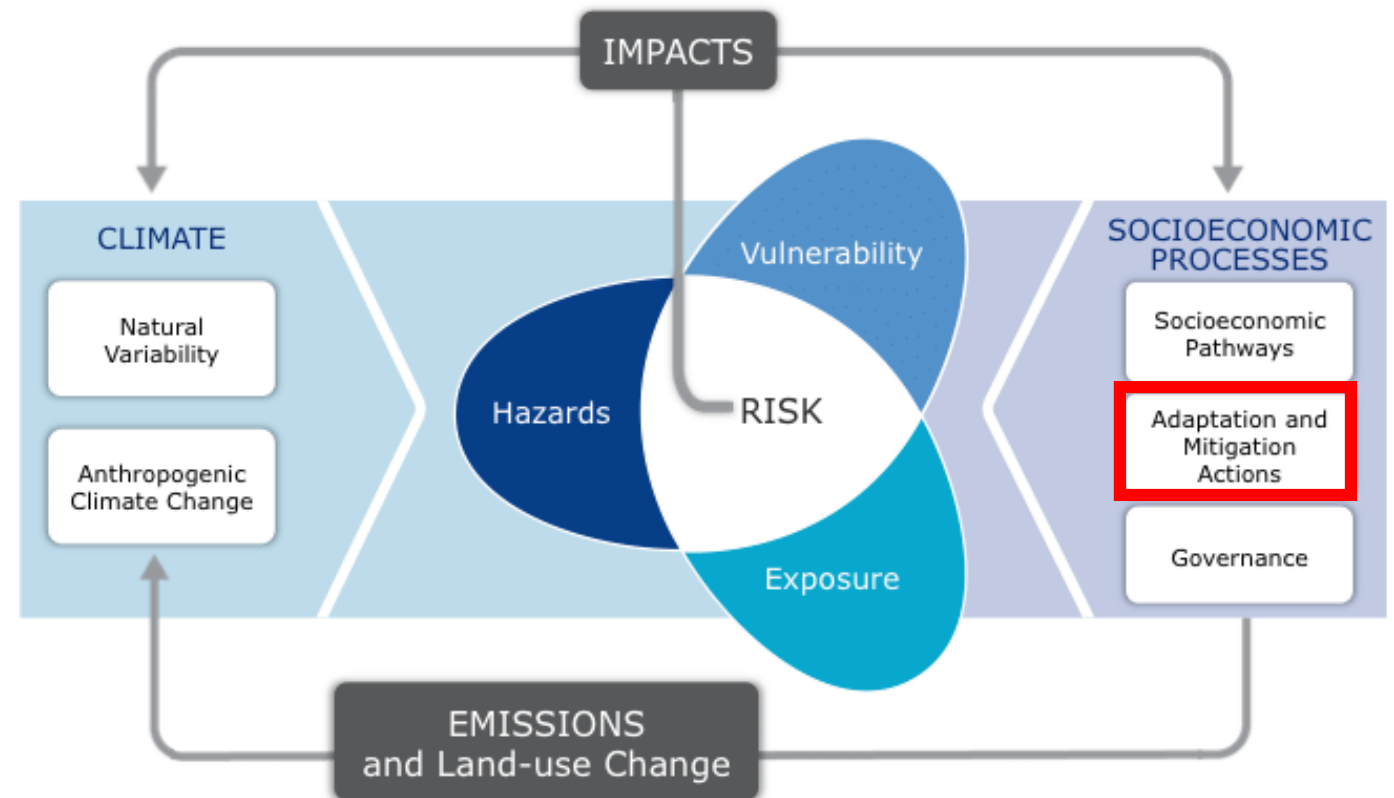 IMPACTS
CLIMATE
Natural
Variability
Anthropogenic
Climate Change
Vulnerability
Hazards
RISK
Exposure
SOCIOECONOMIC
PROCESSES
Socioeconomic
Pathways
Adaptation and
Mitigation
Actions
Governance
EMISSIONS
and Land-use Change